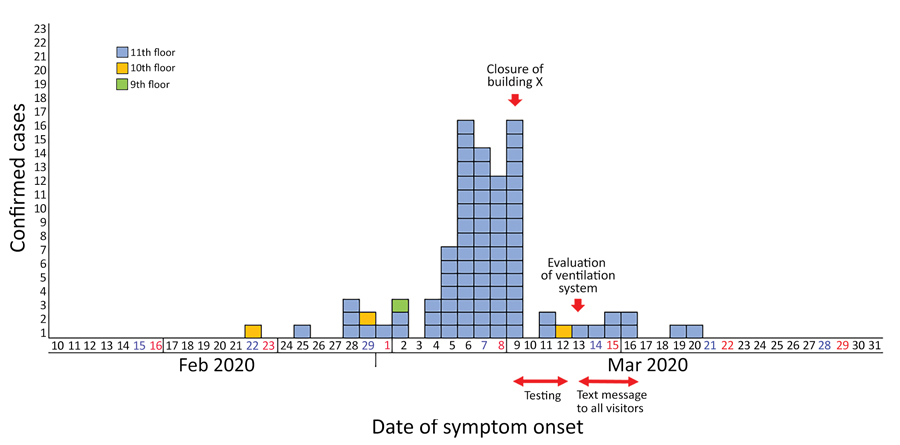 23
22
21
20
19
18
17
16
15
14
13
12
11
10
9
8
7
6
5
4
3
2
1
Confirmed cases
11th floor
10th floor
9th floor
Closure of
building X
Evaluation
of ventilation
system
10 11 12 13 14 15 16 17 18 19 20 21 22 23 24 25 26 27 28 29 1 2 3 4 5 6 7 8 9 10 11 12 13 14 15 16 17 18 19 20 21 22 23 24 25 26 27 28 29 30 31
Feb 2020 Mar 2020
Testing
Text message
to all visitors
Date of symptom onset